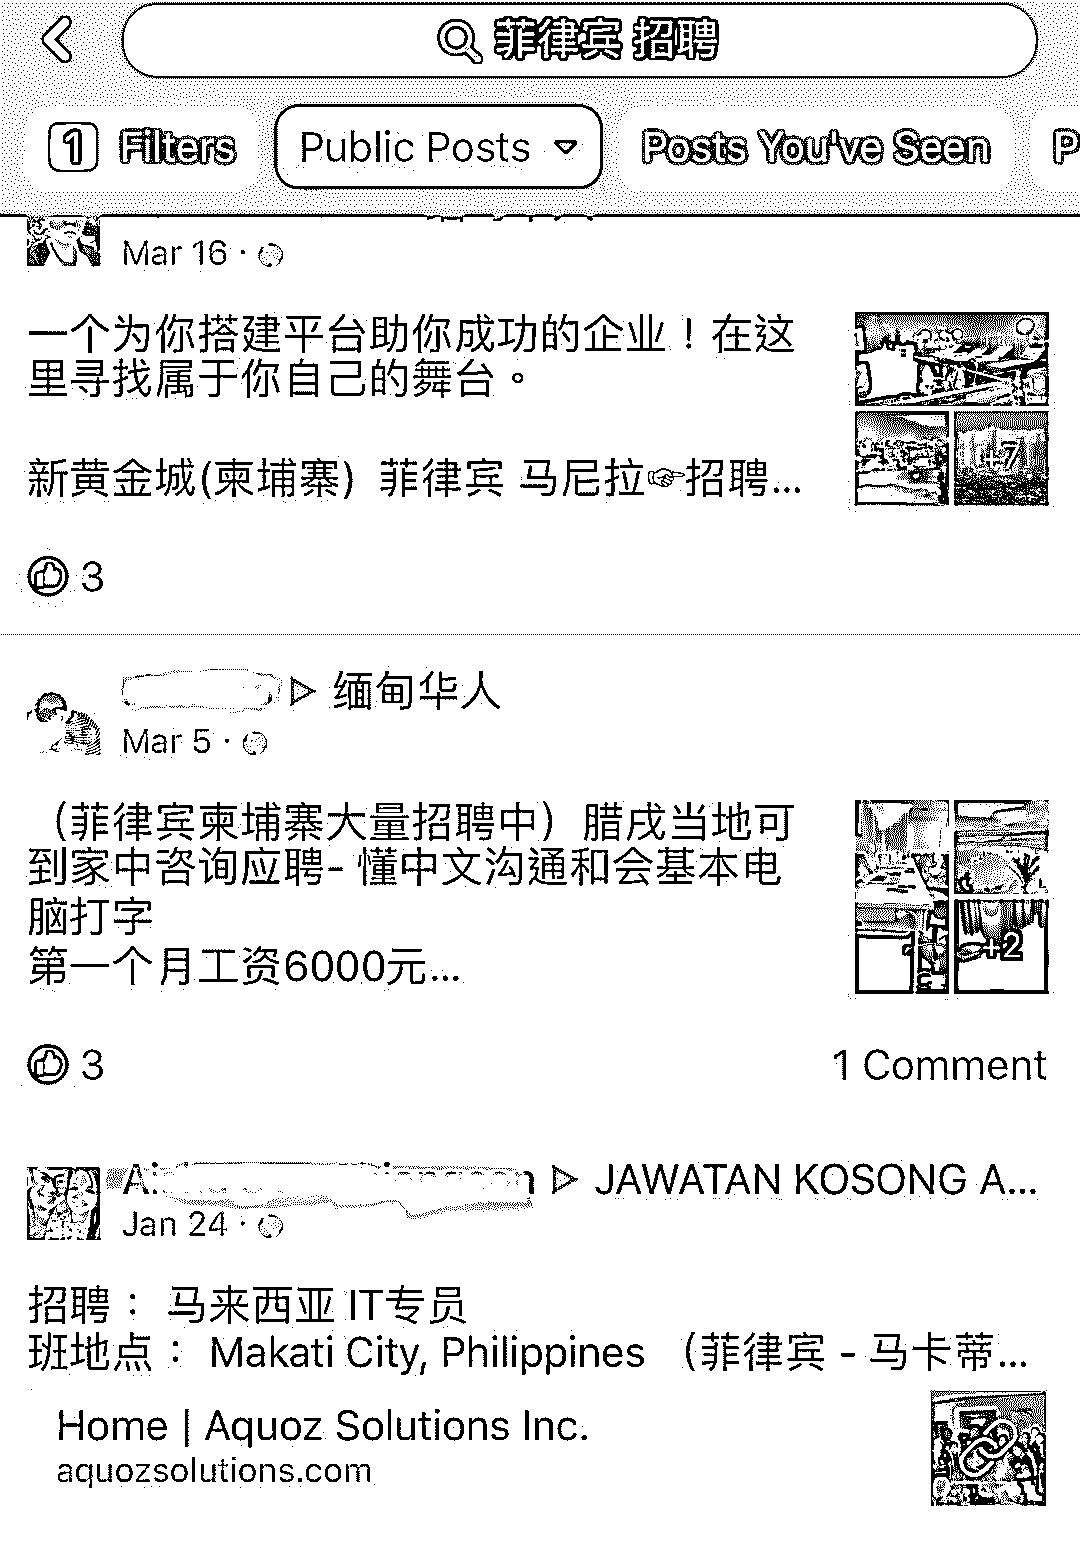 菲律宾 招聘
1 Filters
Public Posts
Posts You've Seen
P
Mar 16 ·
一个为你搭建平台助你成功的企业！在这
里寻找属于你自己的舞台。
新黄金城(柬埔寨) 菲律宾 马尼拉👉招聘...
+7
3
缅甸华人
Mar 5 ·
（菲律宾柬埔寨大量招聘中）腊戌当地可
到家中咨询应聘- 懂中文沟通和会基本电
脑打字
第一个月工资6000元...
+2
3
1 Comment
JAWATAN KOSONG A...
Jan 24 ·
招聘： 马来西亚 IT专员
班地点： Makati City, Philippines （菲律宾 - 马卡蒂...
Home | Aquoz Solutions Inc.
aquozsolutions.com